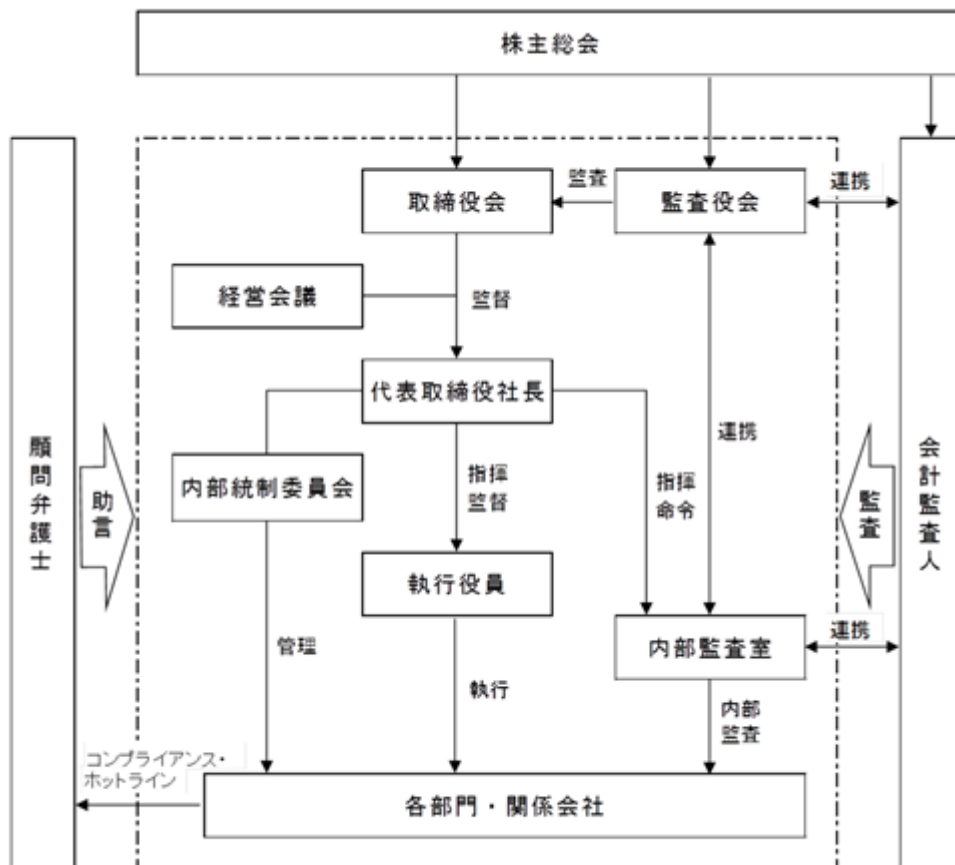 株主総会
取締役会
監査
監査役会
連携
経営会議
監督
代表取締役社長
顧問弁護士
助言
内部統制委員会
指揮
監督
指揮
命令
連携
監査
会計監査人
執行役員
管理
執行
内部監査室
連携
内部
監査
コンプライアンス・
ホットライン
各部門・関係会社